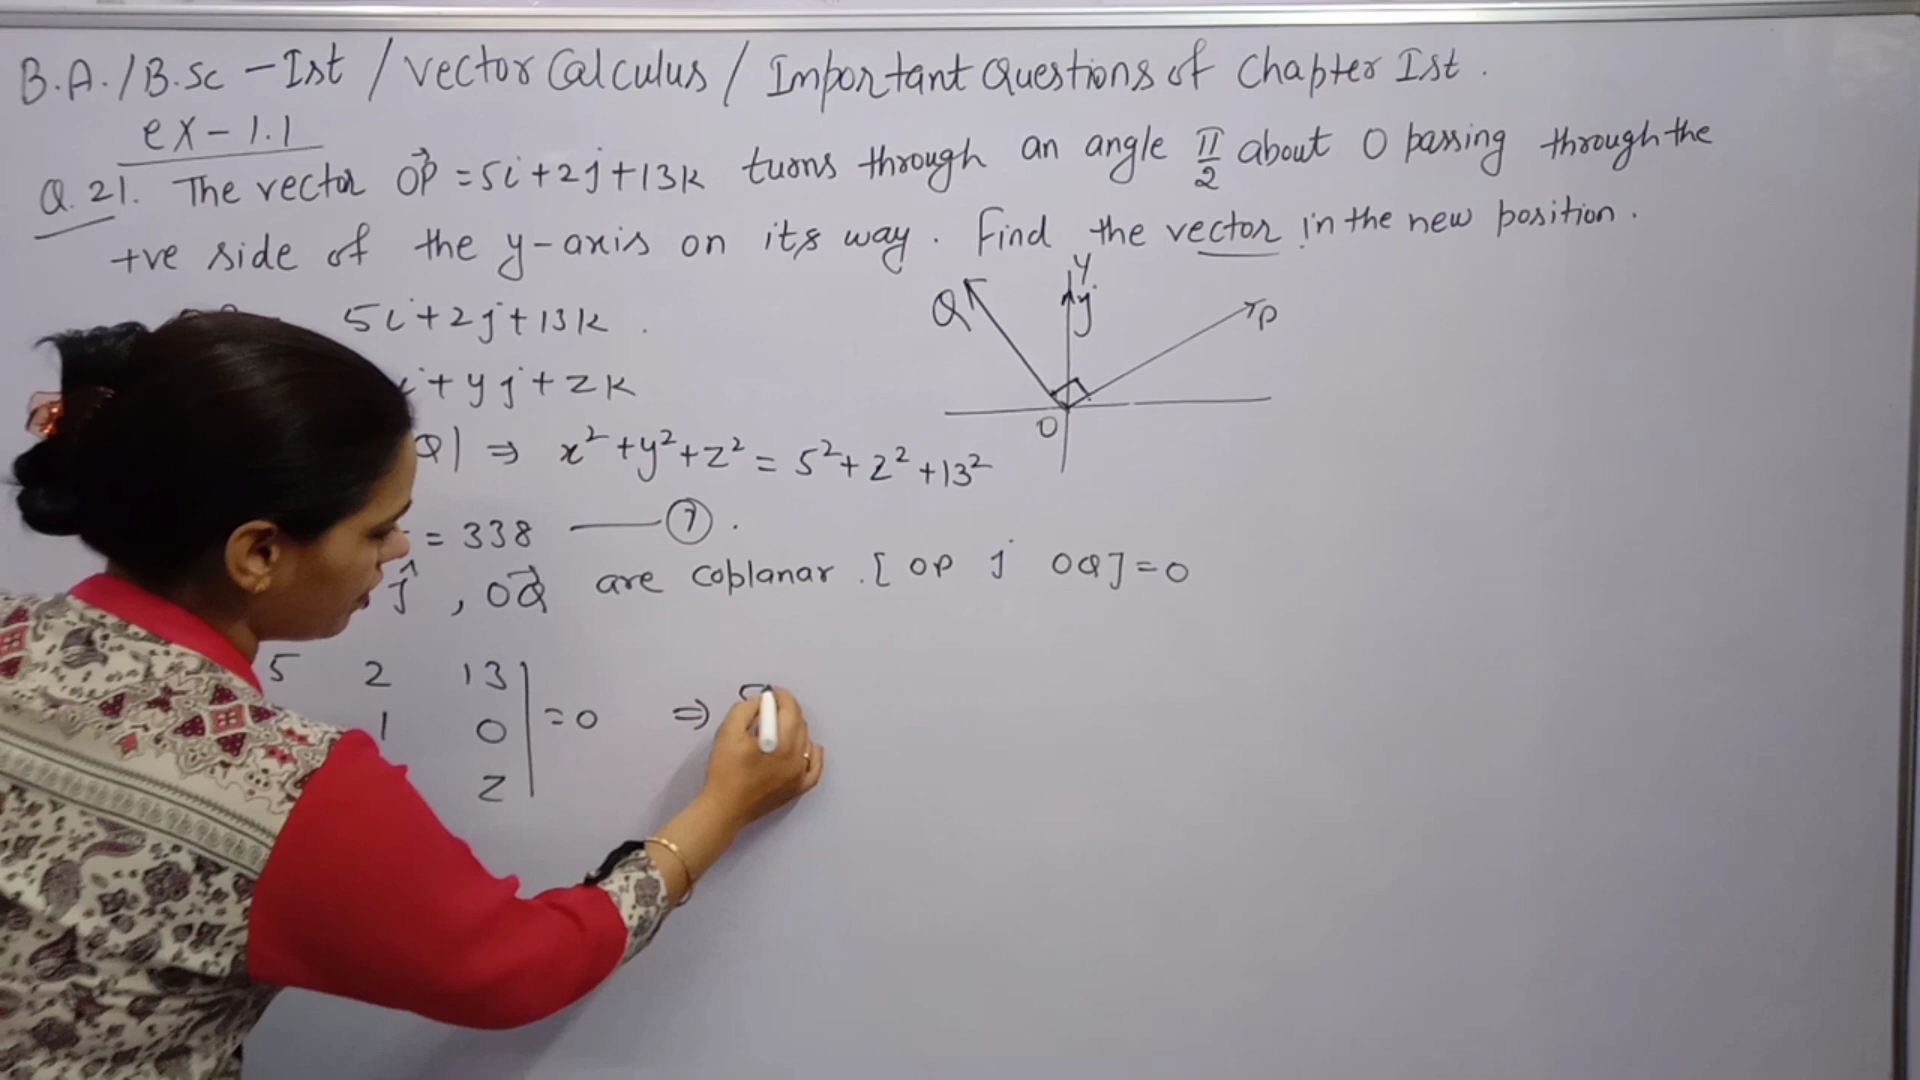 B.A./B.Sc - Ist / Vector Calculus / Important Questions of Chapter Ist.
ex - 1.1
Q. 21. The vector OP⃗ = 5i + 2j + 13k turns through an angle π/2 about O passing through the
+ve side of the y-axis on its way. Find the vector in the new position.
5i + 2j + 13k.
i + yj + zk
Q| ⇒ x² + y² + z² = 5² + 2² + 13²
= 338 —— ①.
ĵ, OQ⃗ are coplanar. [OP j OQ] = 0
5 2 13
1 0 | = 0 ⇒ 5
z
Y
Q
j
P
O